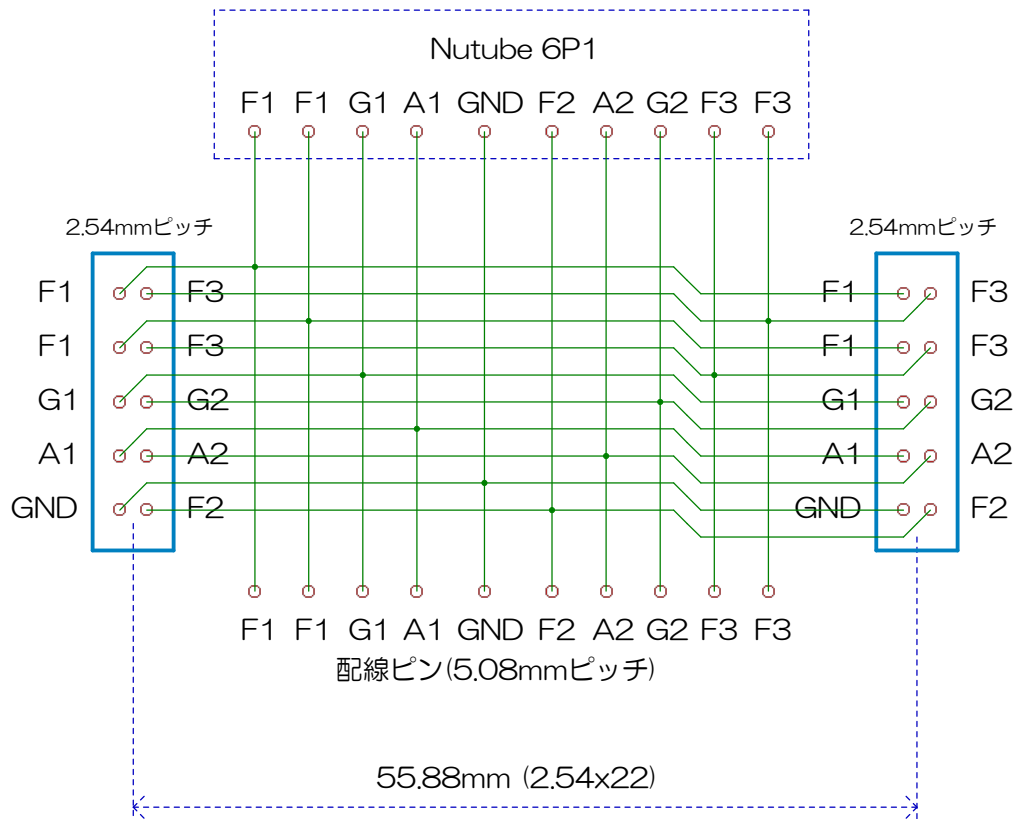 Nutube 6P1
F1 F1 G1 A1 GND F2 A2 G2 F3 F3
2.54mmピッチ 2.54mmピッチ
F1 F3 F1 F3
F1 F3 F1 F3
G1 G2 G1 G2
A1 A2 A1 A2
GND F2 GND F2
F1 F1 G1 A1 GND F2 A2 G2 F3 F3
配線ピン(5.08mmピッチ)
55.88mm (2.54x22)